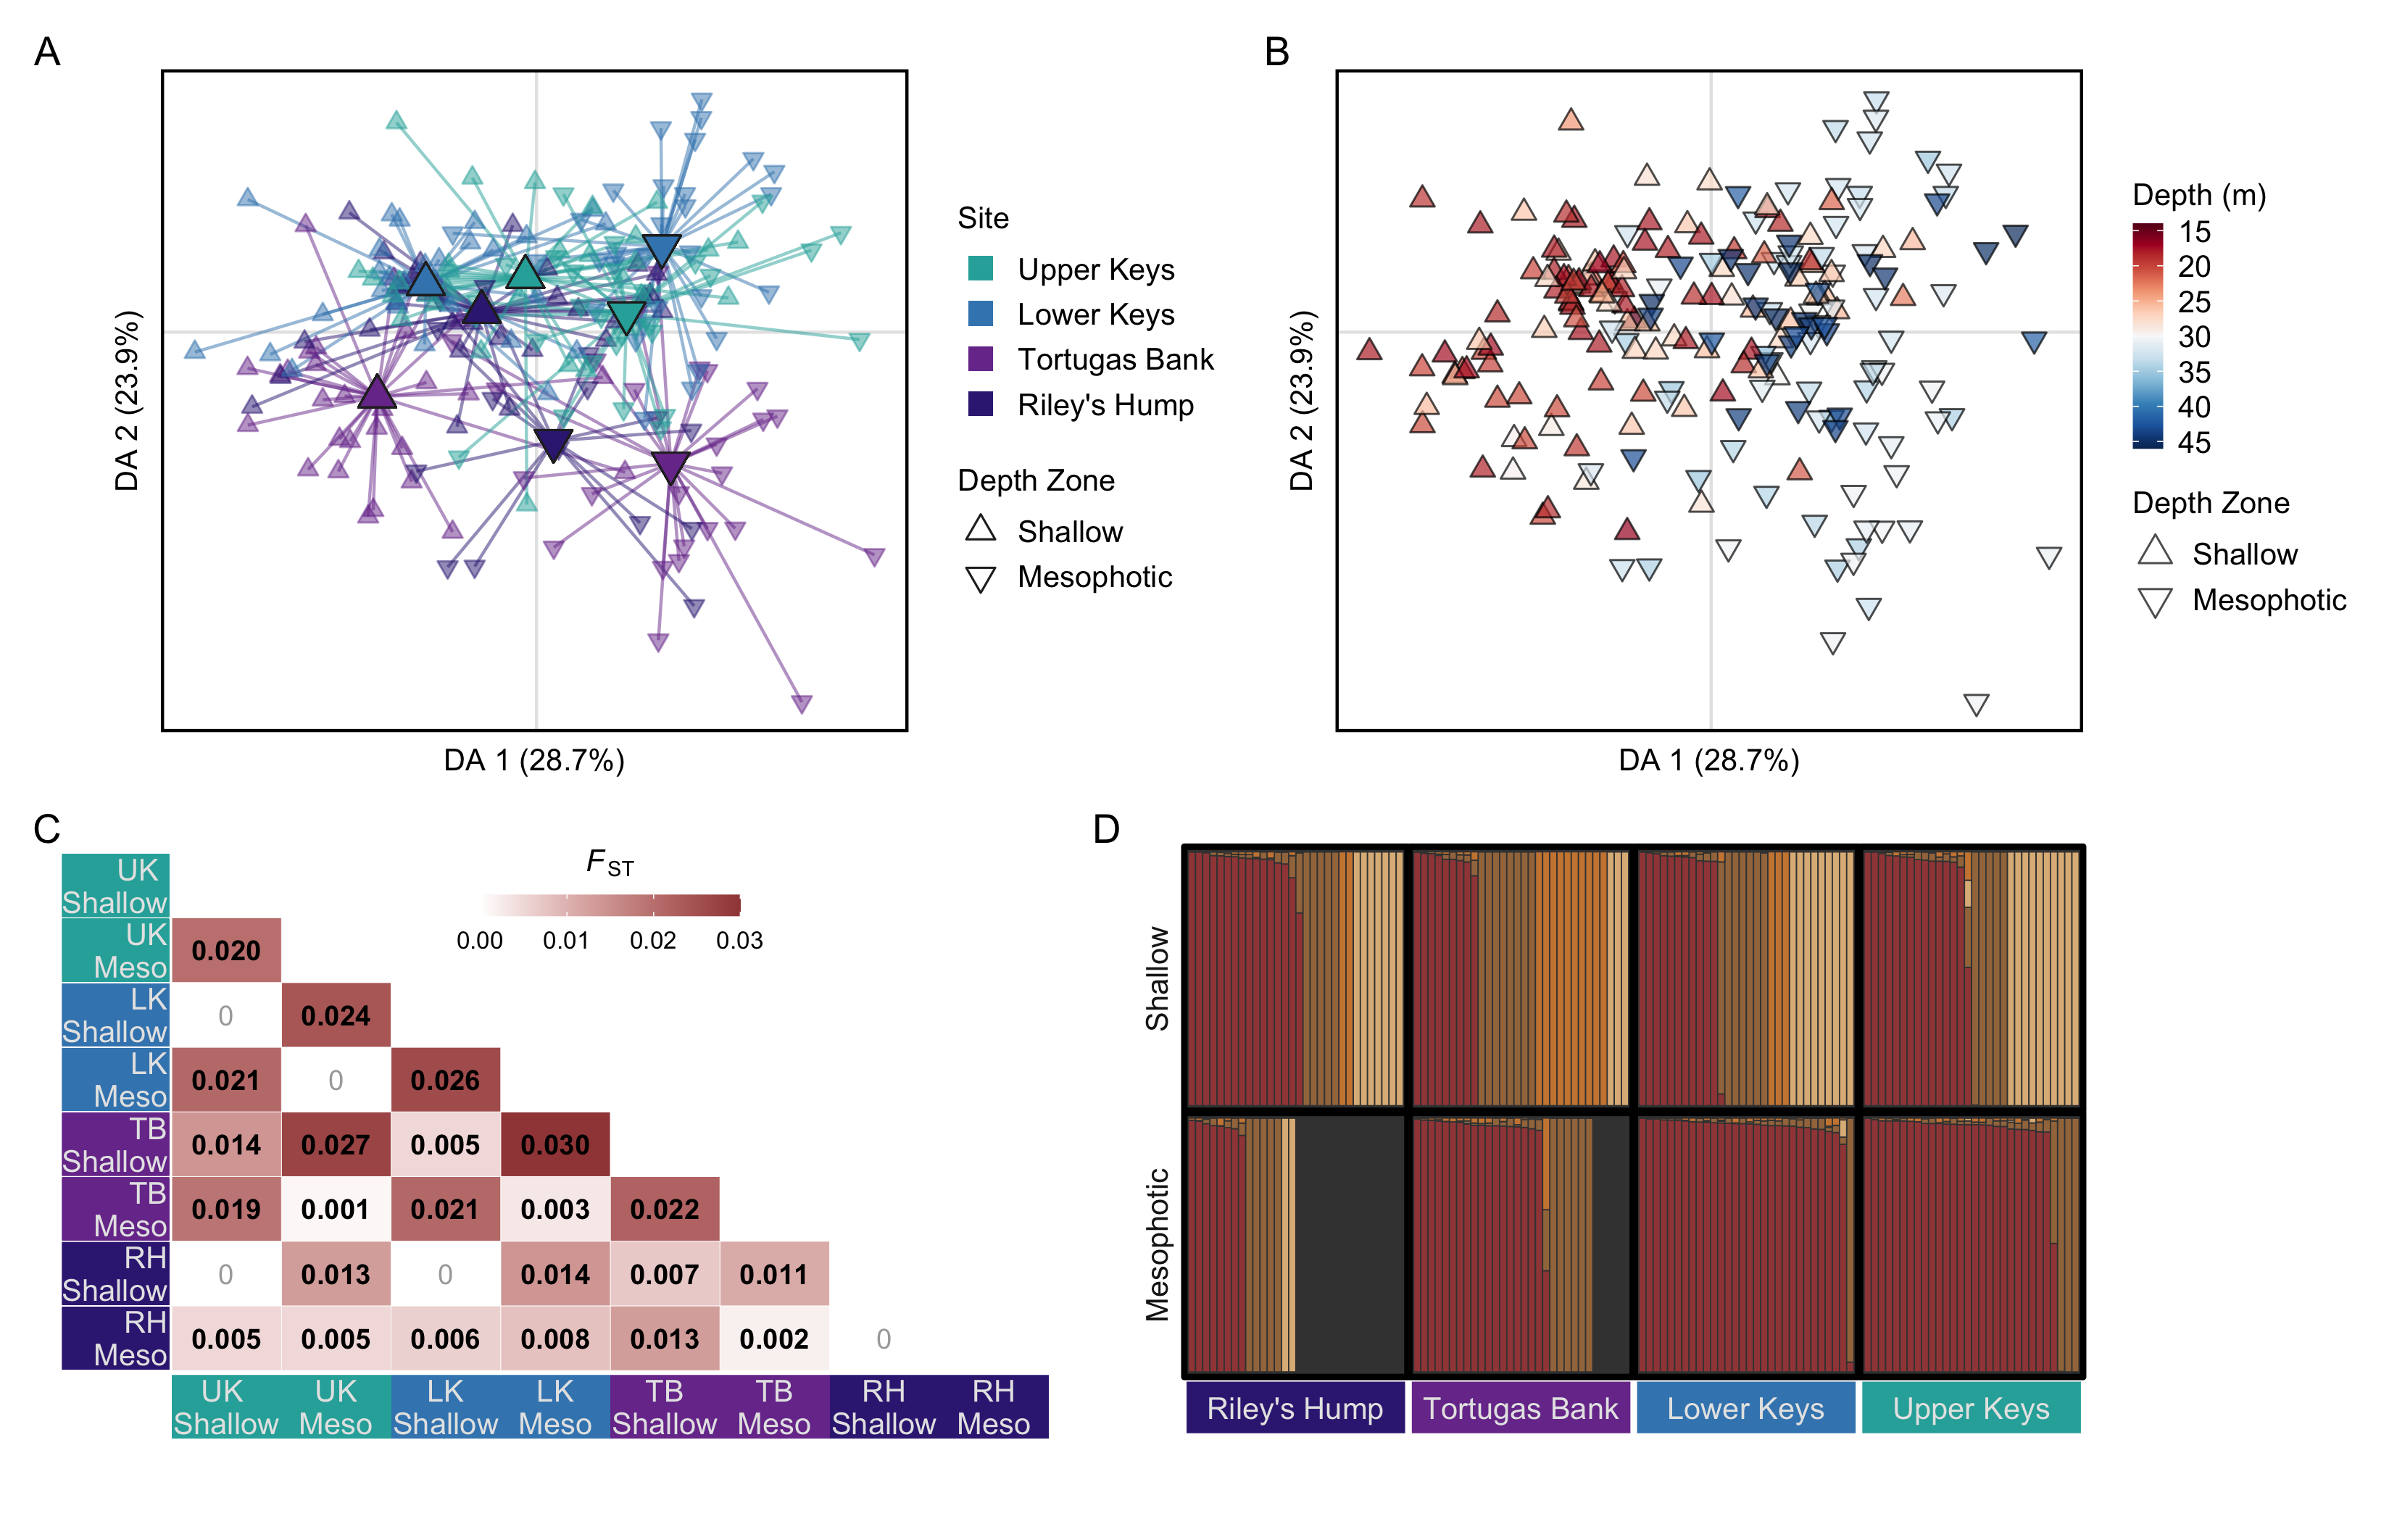 A
DA 2 (23.9%)
DA 1 (28.7%)
Site
Upper Keys
Lower Keys
Tortugas Bank
Riley's Hump
Depth Zone
Shallow
Mesophotic
B
DA 2 (23.9%)
DA 1 (28.7%)
Depth (m)
15
20
25
30
35
40
45
Depth Zone
Shallow
Mesophotic
C
FST
0.00 0.01 0.02 0.03
UK
Shallow
UK
Meso
0.020
LK
Shallow
0 0.024
LK
Meso
0.021 0 0.026
TB
Shallow
0.014 0.027 0.005 0.030
TB
Meso
0.019 0.001 0.021 0.003 0.022
RH
Shallow
0 0.013 0 0.014 0.007 0.011
RH
Meso
0.005 0.005 0.006 0.008 0.013 0.002 0
UK UK LK LK TB TB RH RH
Shallow Meso Shallow Meso Shallow Meso Shallow Meso
D
Shallow
Mesophotic
Riley's Hump
Tortugas Bank
Lower Keys
Upper Keys